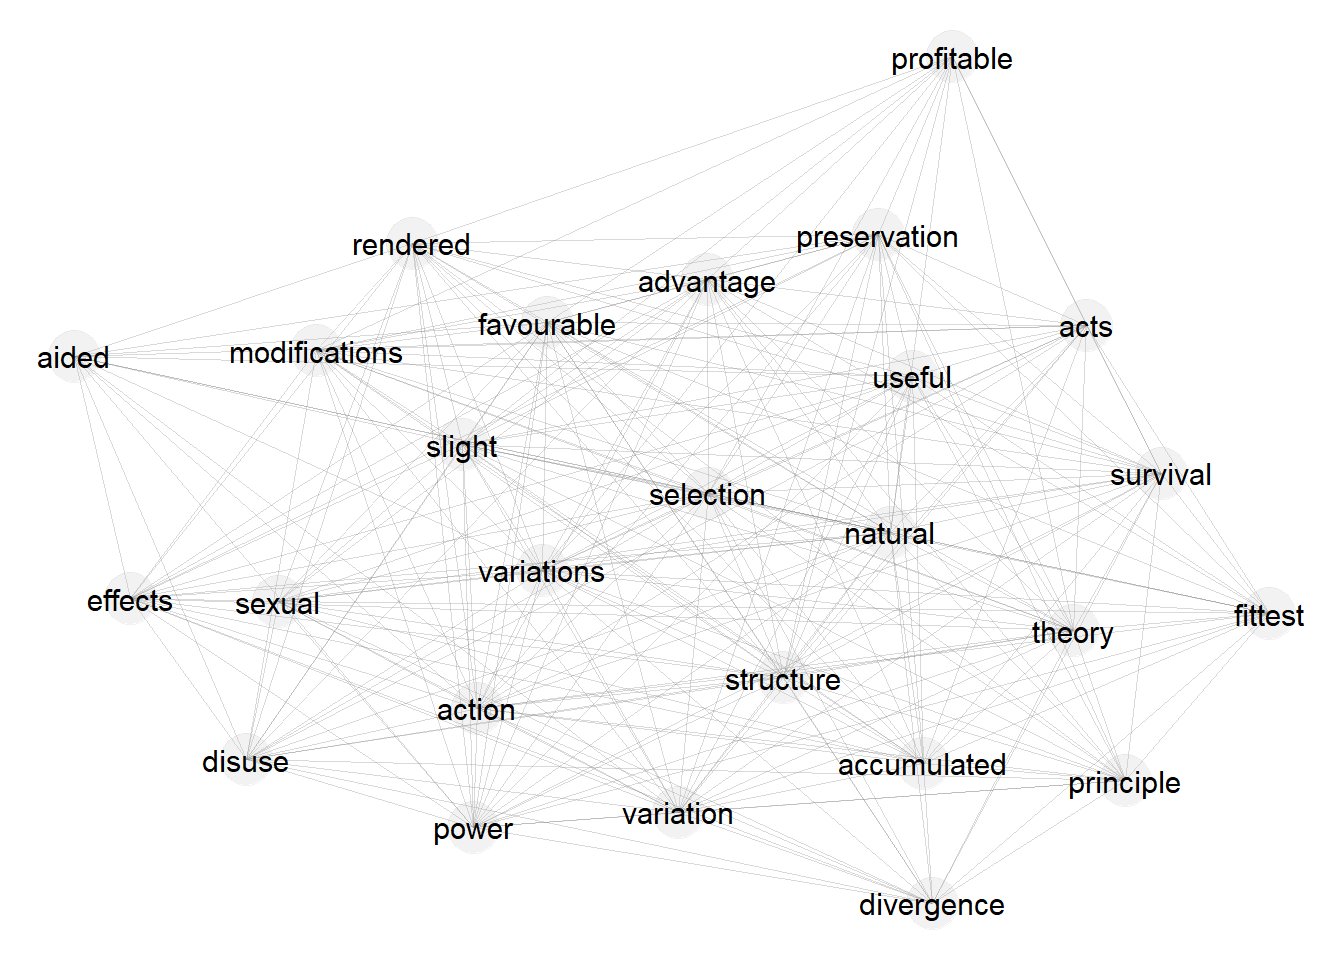 profitable
preservation
rendered
advantage
favourable
acts
modifications
aided
useful
slight
survival
selection
natural
variations
effects
sexual
fittest
theory
structure
action
disuse
accumulated
principle
variation
power
divergence